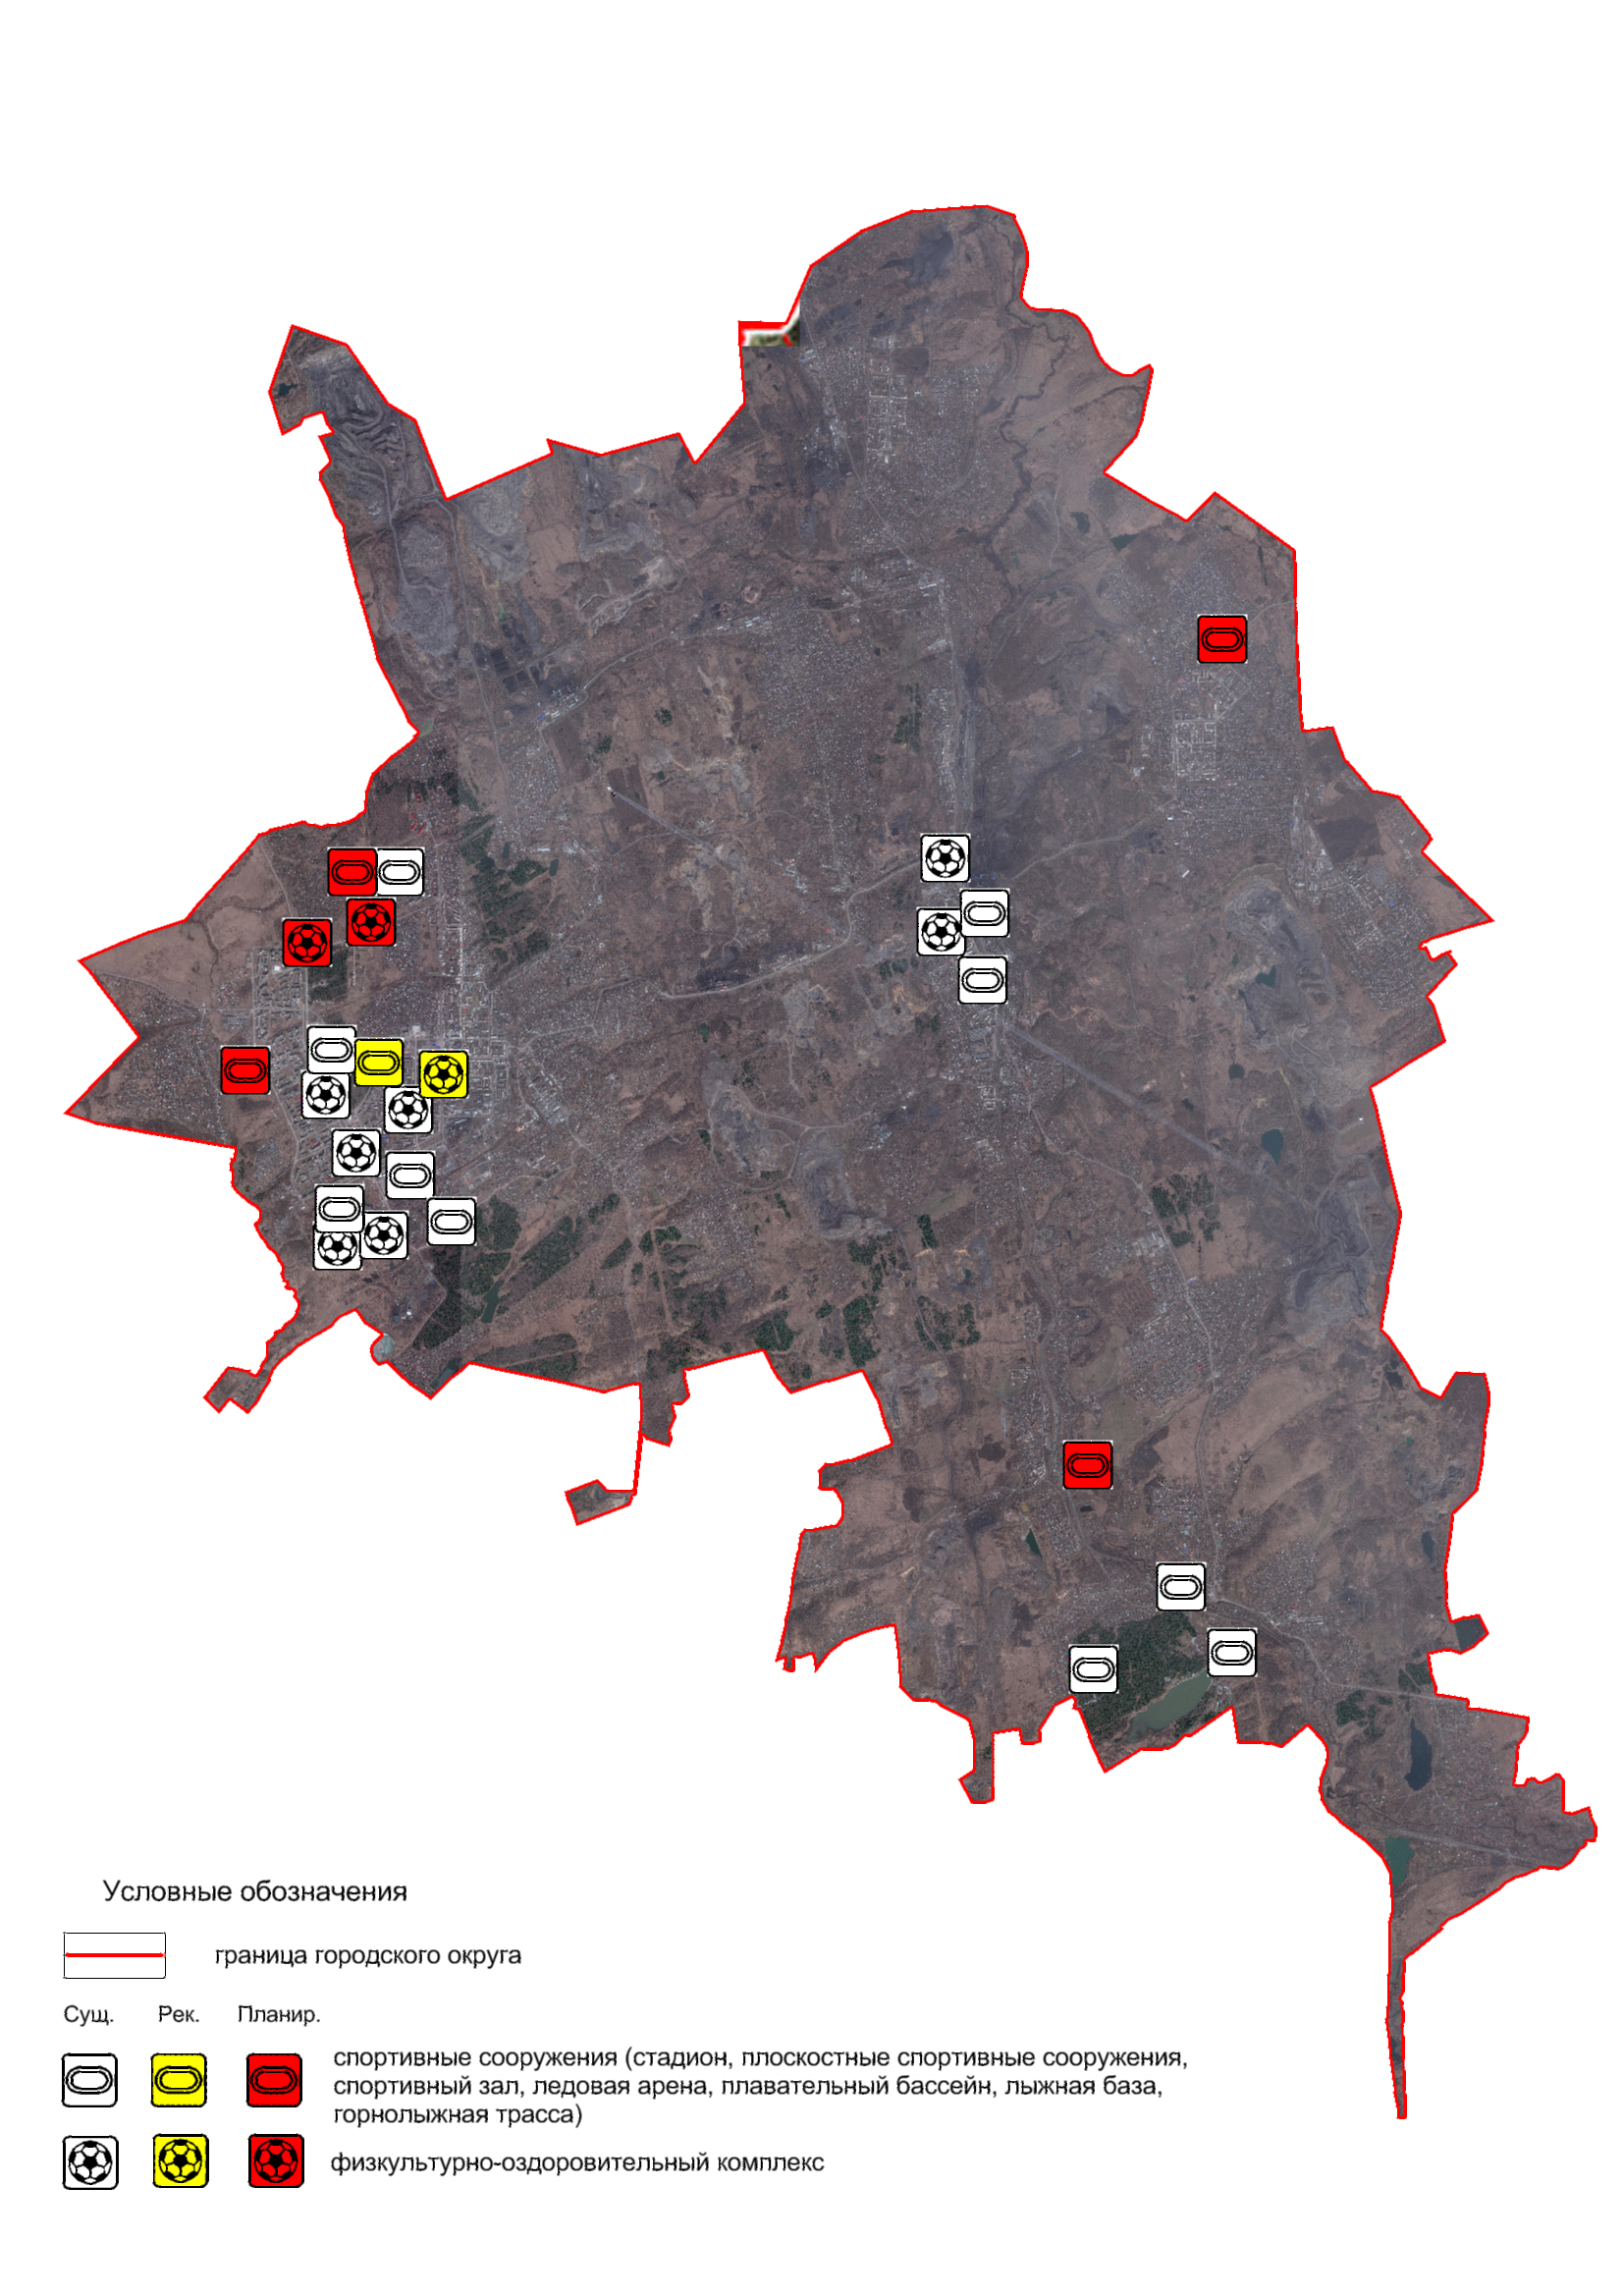 Условные обозначения
граница городского округа
Сущ. Рек. Планир.
спортивные сооружения (стадион, плоскостные спортивные сооружения,
спортивный зал, ледовая арена, плавательный бассейн, лыжная база,
горнолыжная трасса)
физкультурно-оздоровительный комплекс